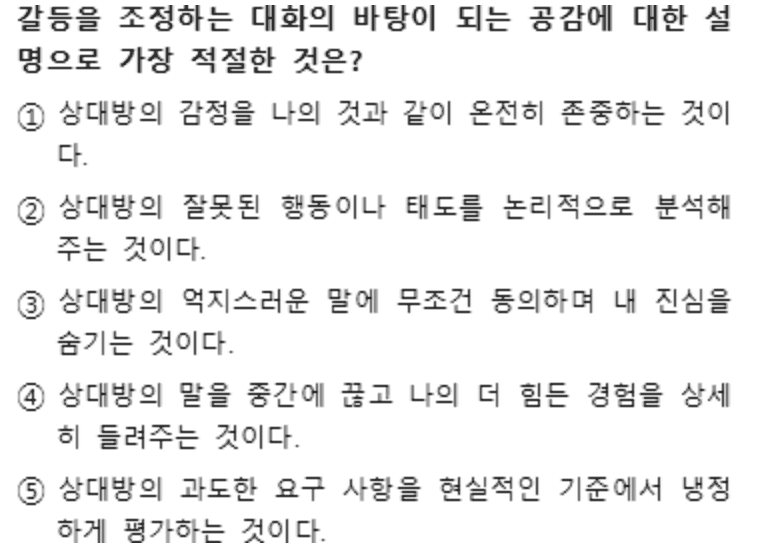 갈등을 조정하는 대화의 바탕이 되는 공감에 대한 설
명으로 가장 적절한 것은?
① 상대방의 감정을 나의 것과 같이 온전히 존중하는 것이
다.
② 상대방의 잘못된 행동이나 태도를 논리적으로 분석해
주는 것이다.
③ 상대방의 억지스러운 말에 무조건 동의하며 내 진심을
숨기는 것이다.
④ 상대방의 말을 중간에 끊고 나의 더 힘든 경험을 상세
히 들려주는 것이다.
⑤ 상대방의 과도한 요구 사항을 현실적인 기준에서 냉정
하게 평가하는 것이다.